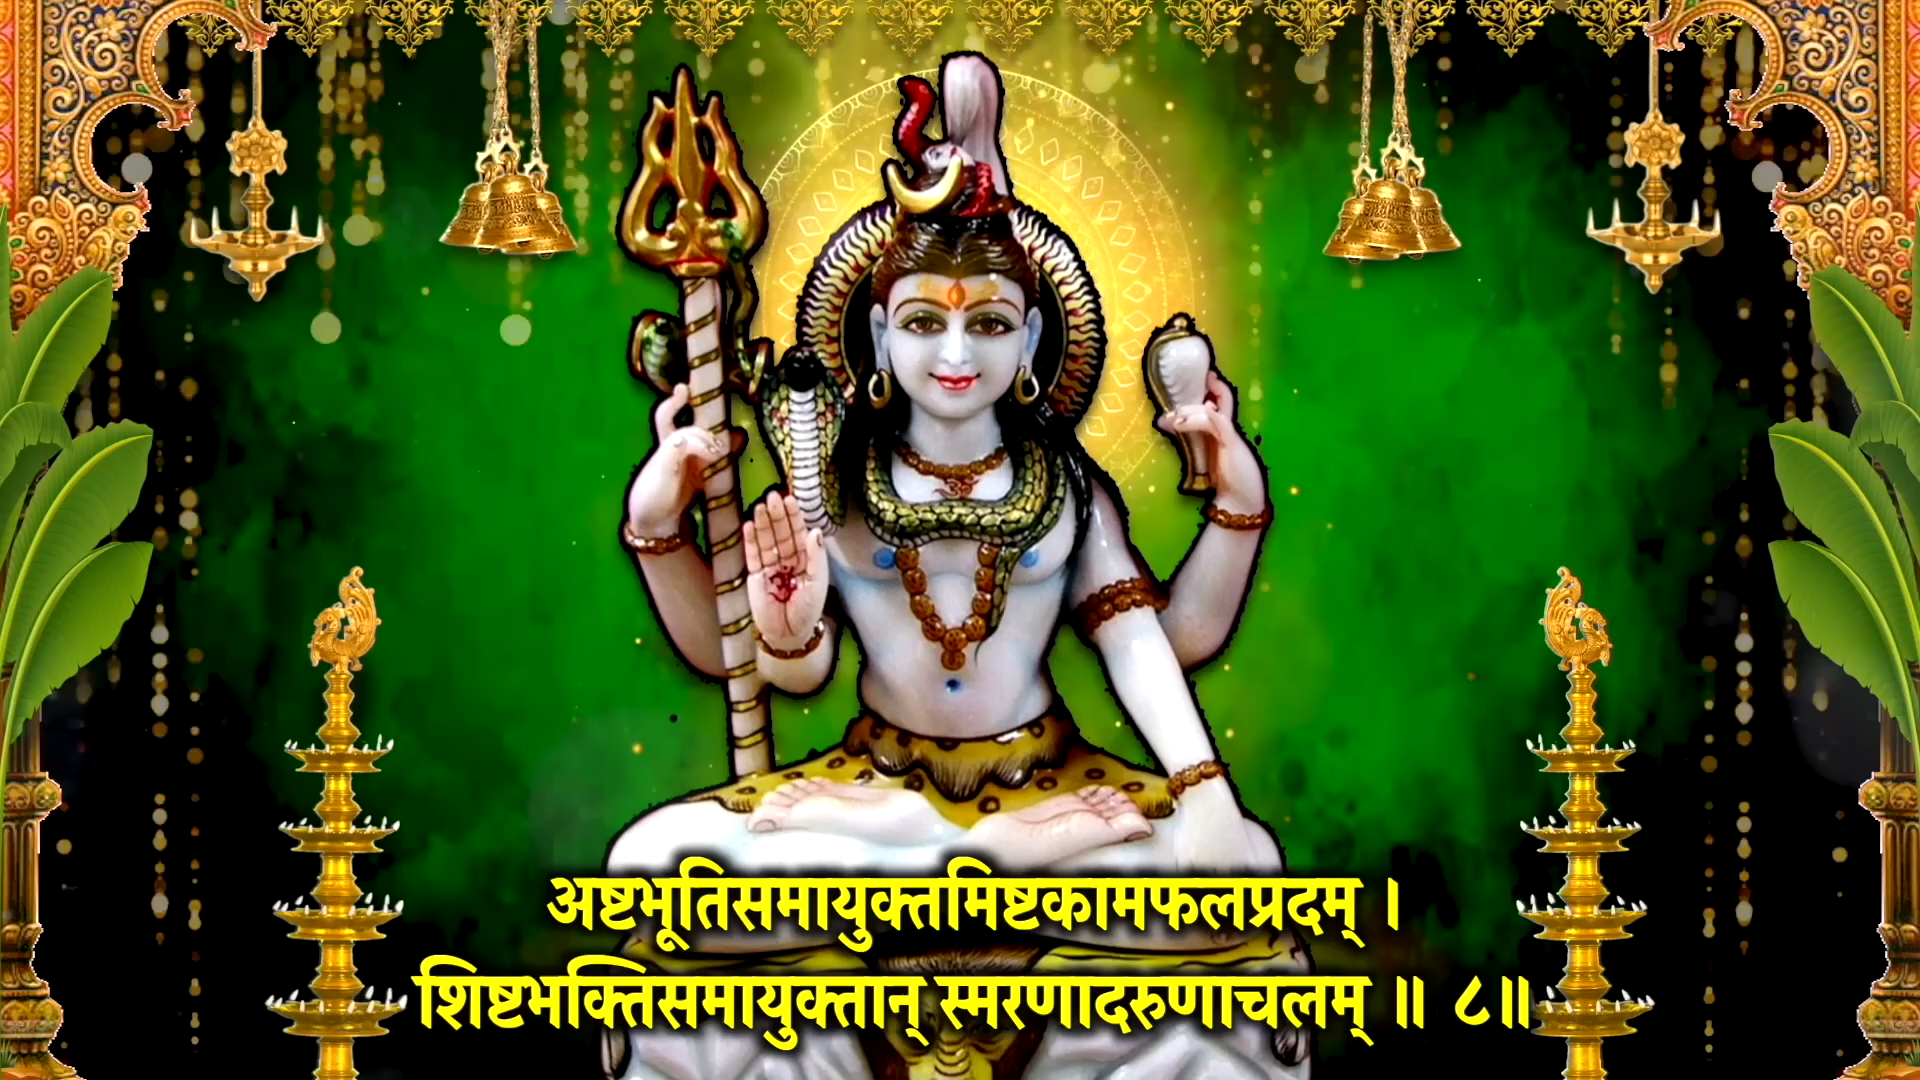 अष्टभूतिसमायुक्तमिष्टकामफलप्रदम् ।
शिष्टभक्तिसमायुक्तान् स्मरणादरुणाचलम् ॥ ८॥